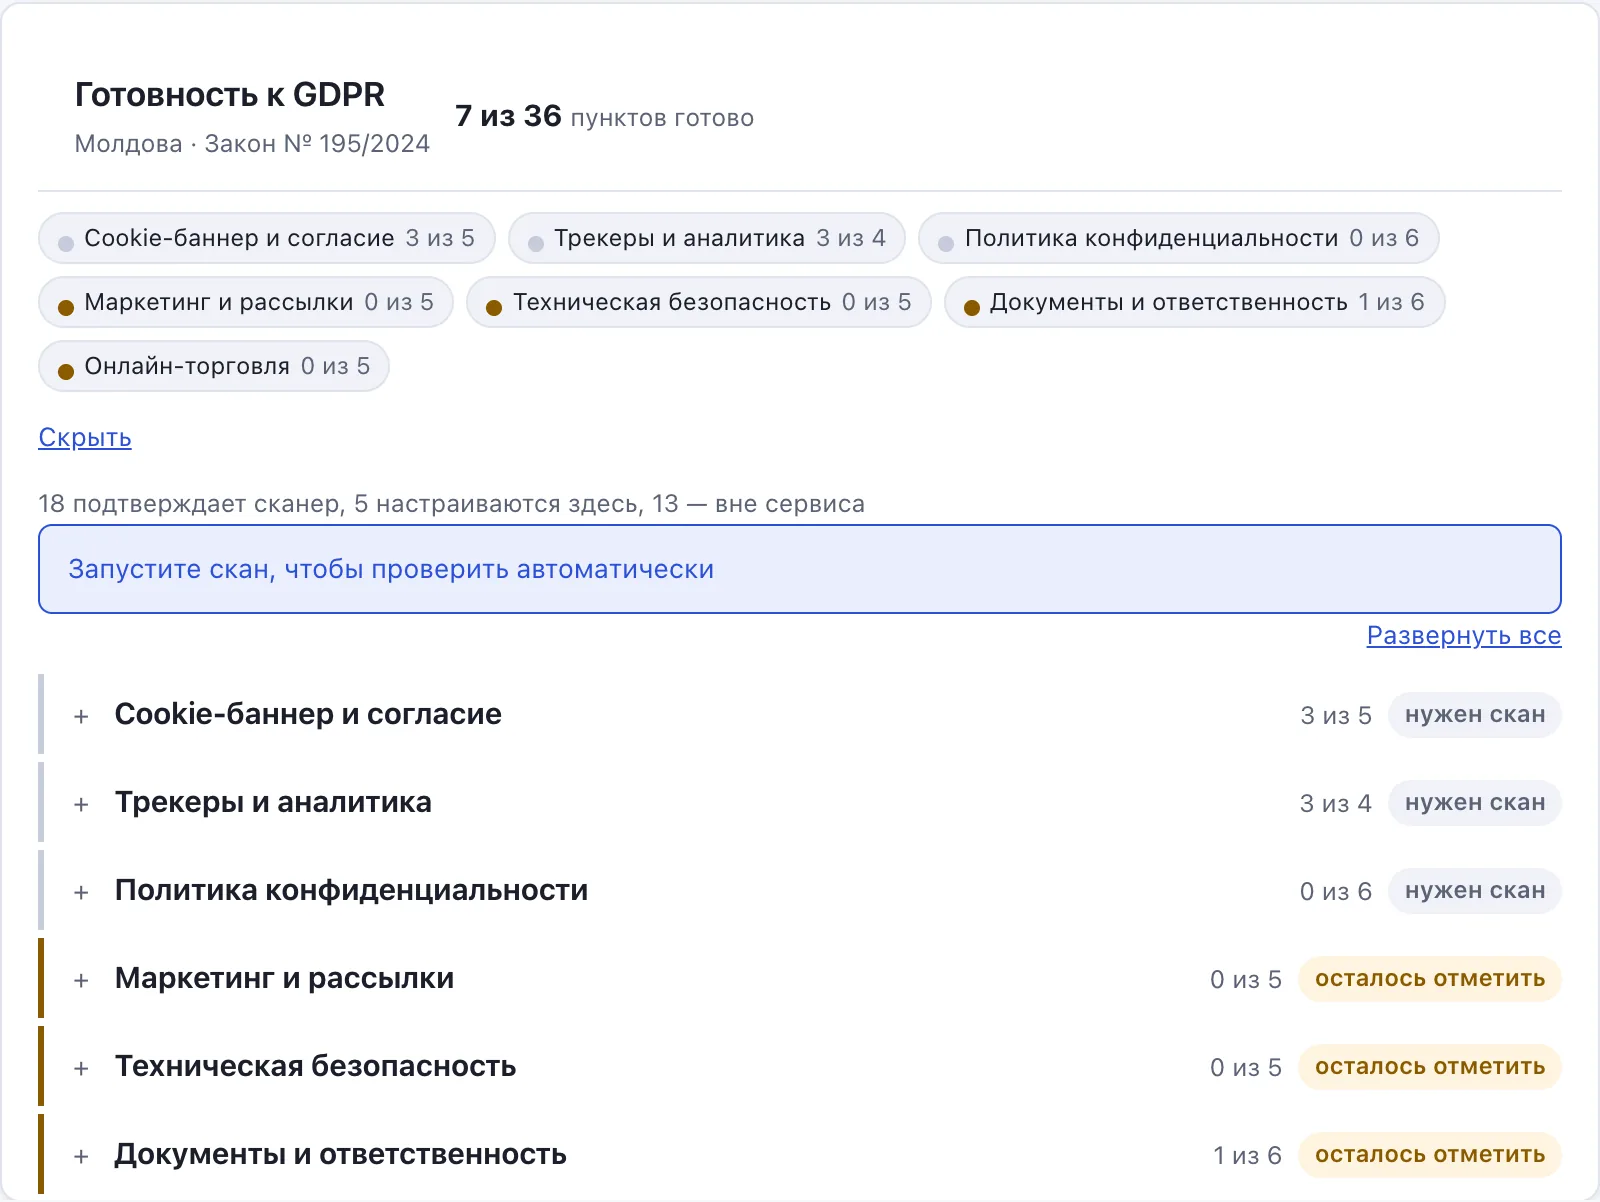 Готовность к GDPR
7 из 36 пунктов готово
Молдова · Закон № 195/2024
Cookie-баннер и согласие 3 из 5
Трекеры и аналитика 3 из 4
Политика конфиденциальности 0 из 6
Маркетинг и рассылки 0 из 5
Техническая безопасность 0 из 5
Документы и ответственность 1 из 6
Онлайн-торговля 0 из 5
Скрыть
18 подтверждает сканер, 5 настраиваются здесь, 13 — вне сервиса
Запустите скан, чтобы проверить автоматически
Развернуть все
+ Cookie-баннер и согласие 3 из 5 нужен скан
+ Трекеры и аналитика 3 из 4 нужен скан
+ Политика конфиденциальности 0 из 6 нужен скан
+ Маркетинг и рассылки 0 из 5 осталось отметить
+ Техническая безопасность 0 из 5 осталось отметить
+ Документы и ответственность 1 из 6 осталось отметить